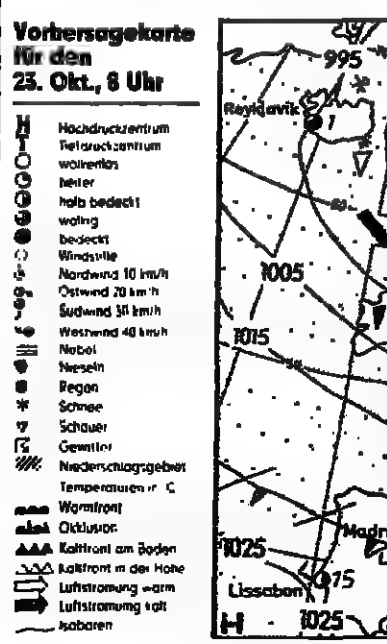 Vorhersagekarte
für den
23. Okt., 8 Uhr
H Hochdruckzentrum
T Tiefdruckzentrum
wolkenlos
heiter
halb bedeckt
wolkig
bedeckt
Windstille
Nordwind 10 km/h
Ostwind 20 km/h
Südwind 30 km/h
Westwind 40 km/h
Nebel
Nieseln
Regen
Schnee
Schauer
Gewitter
Niederschlagsgebiet
Temperaturen in °C
Warmfront
Okklusion
Kaltfront am Boden
Kaltfront in der Höhe
Luftströmung warm
Luftströmung kalt
Isobaren
995
Reykjavik
1
1005
1015
1025
Madr
Lissabon
15
H
1025